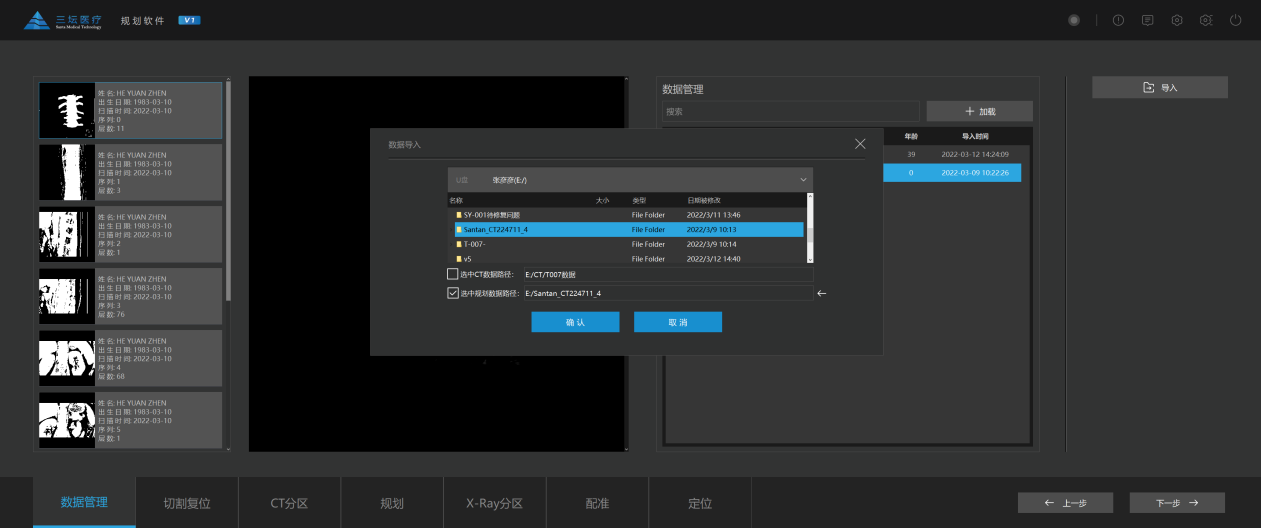 三坛医疗
Santan Medical Technology
规划软件 V1
姓名: HE YUAN ZHEN
出生日期: 1983-03-10
扫描时间: 2022-03-10
序列: 0
层数: 11
姓名: HE YUAN ZHEN
出生日期: 1983-03-10
扫描时间: 2022-03-10
序列: 1
层数: 3
姓名: HE YUAN ZHEN
出生日期: 1983-03-10
扫描时间: 2022-03-10
序列: 2
层数: 1
姓名: HE YUAN ZHEN
出生日期: 1983-03-10
扫描时间: 2022-03-10
序列: 3
层数: 76
姓名: HE YUAN ZHEN
出生日期: 1983-03-10
扫描时间: 2022-03-10
序列: 4
层数: 68
姓名: HE YUAN ZHEN
出生日期: 1983-03-10
扫描时间: 2022-03-10
序列: 5
层数: 1
数据管理
搜索
加载
年龄 导入时间
39 2022-03-12 14:24:09
0 2022-03-09 10:22:26
导入
数据导入
U盘 张彦彦(E:/)
名称 大小 类型 日期被修改
SY-001待修复问题 File Folder 2022/3/11 13:46
Santan_CT224711_4 File Folder 2022/3/9 10:13
T-007- File Folder 2022/3/9 10:14
v5 File Folder 2022/3/12 14:40
选中CT数据路径: E:/CT/T007数据
选中规划数据路径: E:/Santan_CT224711_4
确认 取消
数据管理 切割复位 CT分区 规划 X-Ray分区 配准 定位
上一步 下一步